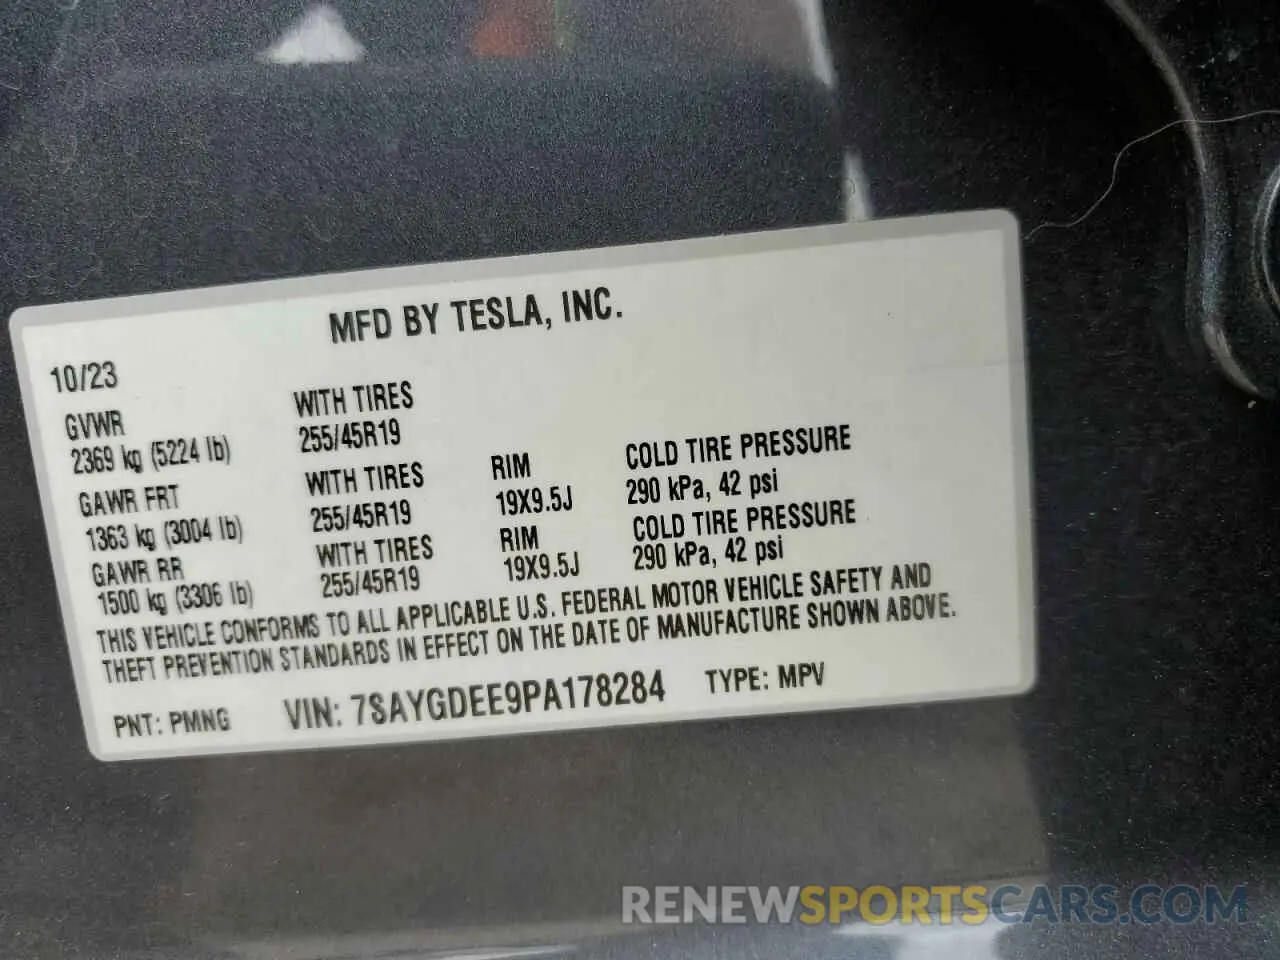 MFD BY TESLA, INC.
10/23
GVWR
2369 kg (5224 lb)
WITH TIRES
255/45R19
GAWR FRT
1363 kg (3004 lb)
WITH TIRES
255/45R19
RIM
19X9.5J
COLD TIRE PRESSURE
290 kPa, 42 psi
GAWR RR
1500 kg (3306 lb)
WITH TIRES
255/45R19
RIM
19X9.5J
COLD TIRE PRESSURE
290 kPa, 42 psi
THIS VEHICLE CONFORMS TO ALL APPLICABLE U.S. FEDERAL MOTOR VEHICLE SAFETY AND
THEFT PREVENTION STANDARDS IN EFFECT ON THE DATE OF MANUFACTURE SHOWN ABOVE.
PNT: PMNG VIN: 7SAYGDEE9PA178284 TYPE: MPV
RENEWSPORTSCARS.COM